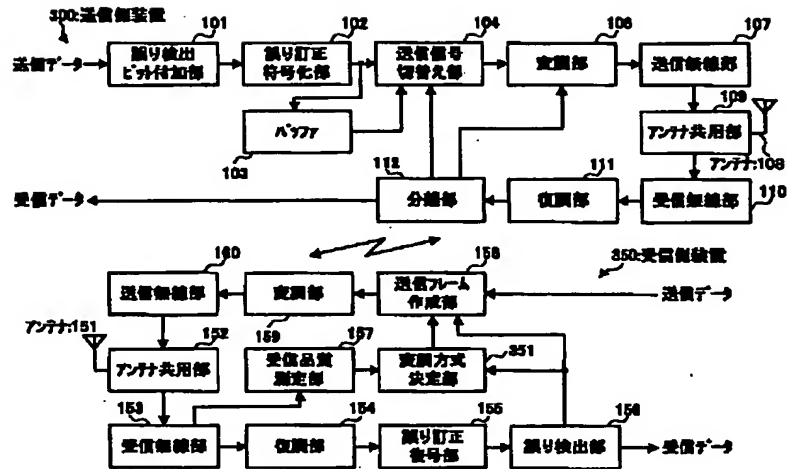 300:送信側装置
101
102
104
106
107
送信データ
誤り検出
ビット付加部
誤り訂正
符号化部
送信信号
切替え部
変調部
送信無線部
109
バッファ
103
アンテナ共用部
アンテナ:108
112
111
受信データ
分離部
復調部
受信無線部
110
350:受信側装置
160
158
送信無線部
変調部
送信フレーム
作成部
送信データ
アンテナ:151
152
159
157
351
アンテナ共用部
受信品質
測定部
変調方式
決定部
153
154
155
156
受信無線部
復調部
誤り訂正
復号部
誤り検出部
受信データ